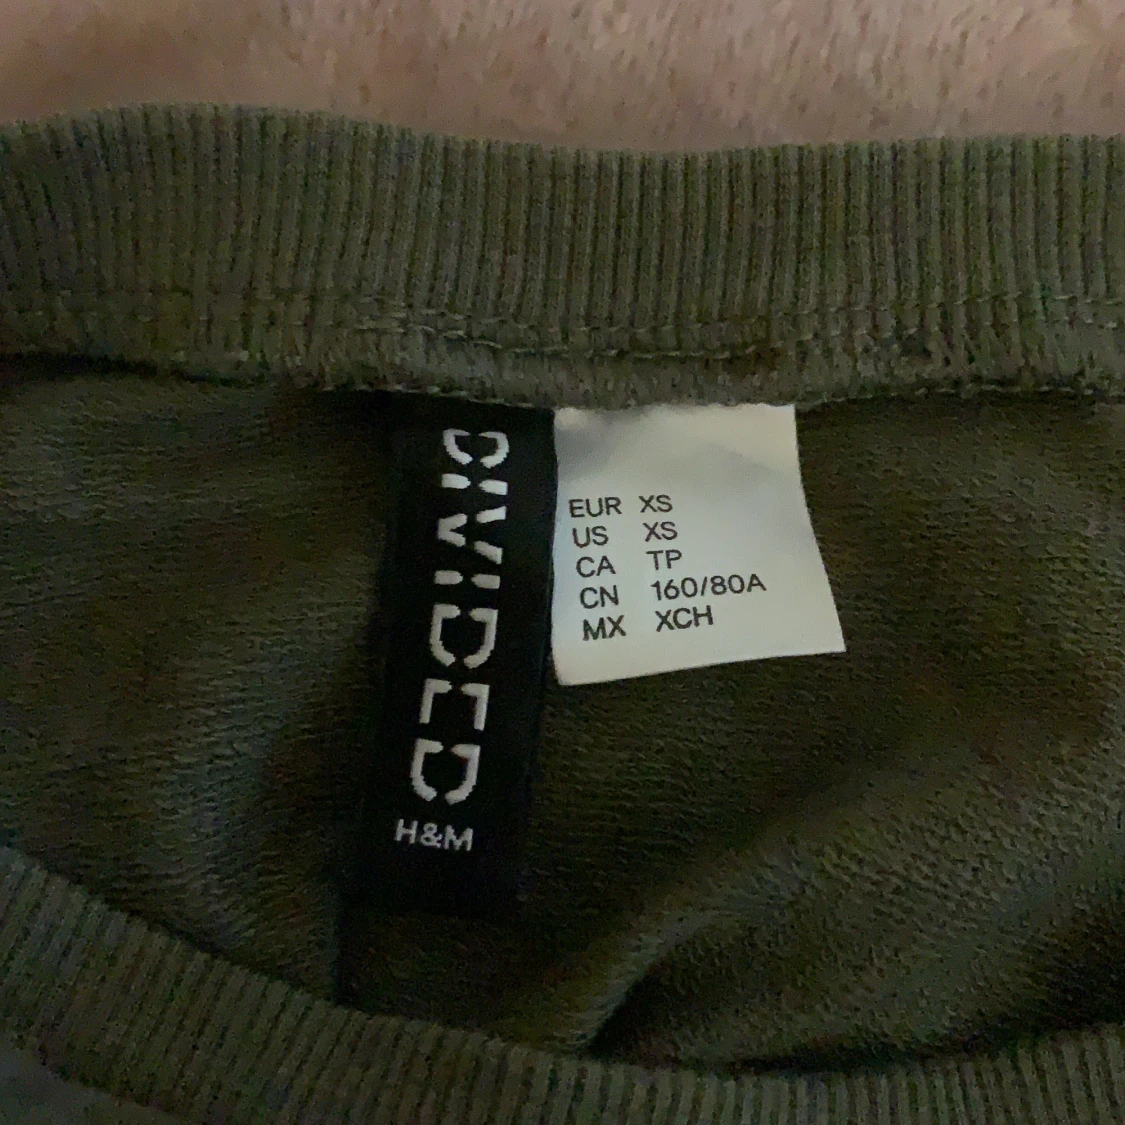 DIVIDED
H&M
EUR XS
US XS
CA TP
CN 160/80A
MX XCH